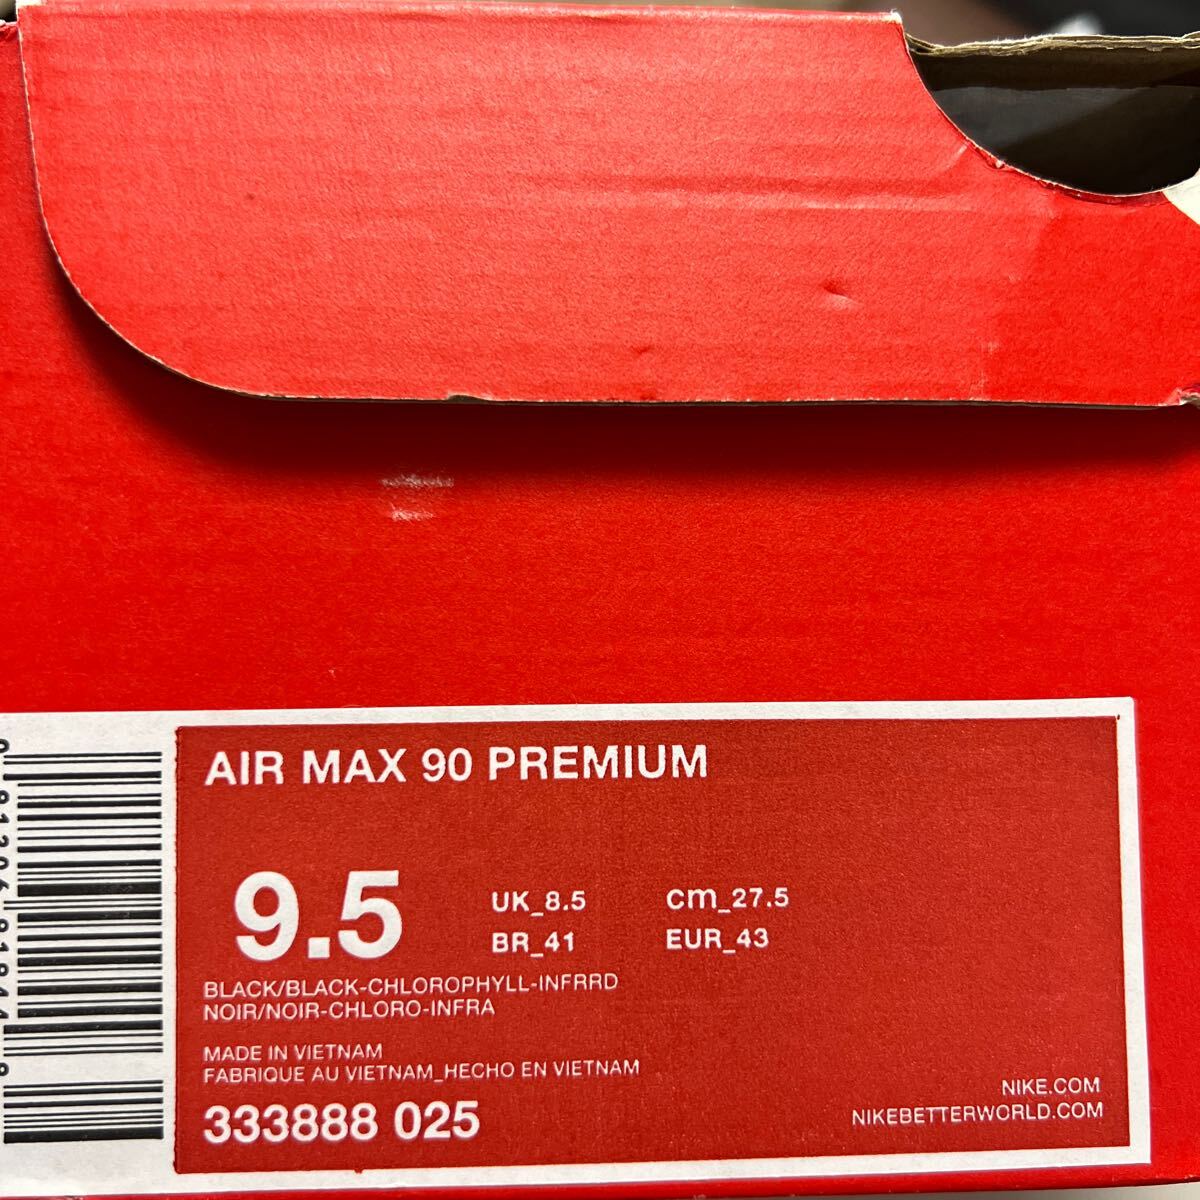 AIR MAX 90 PREMIUM
9.5
UK_8.5
cm_27.5
BR_41
EUR_43
BLACK/BLACK-CHLOROPHYLL-INFRRD
NOIR/NOIR-CHLORO-INFRA
MADE IN VIETNAM
FABRIQUE AU VIETNAM_HECHO EN VIETNAM
333888 025
NIKE.COM
NIKEBETTERWORLD.COM